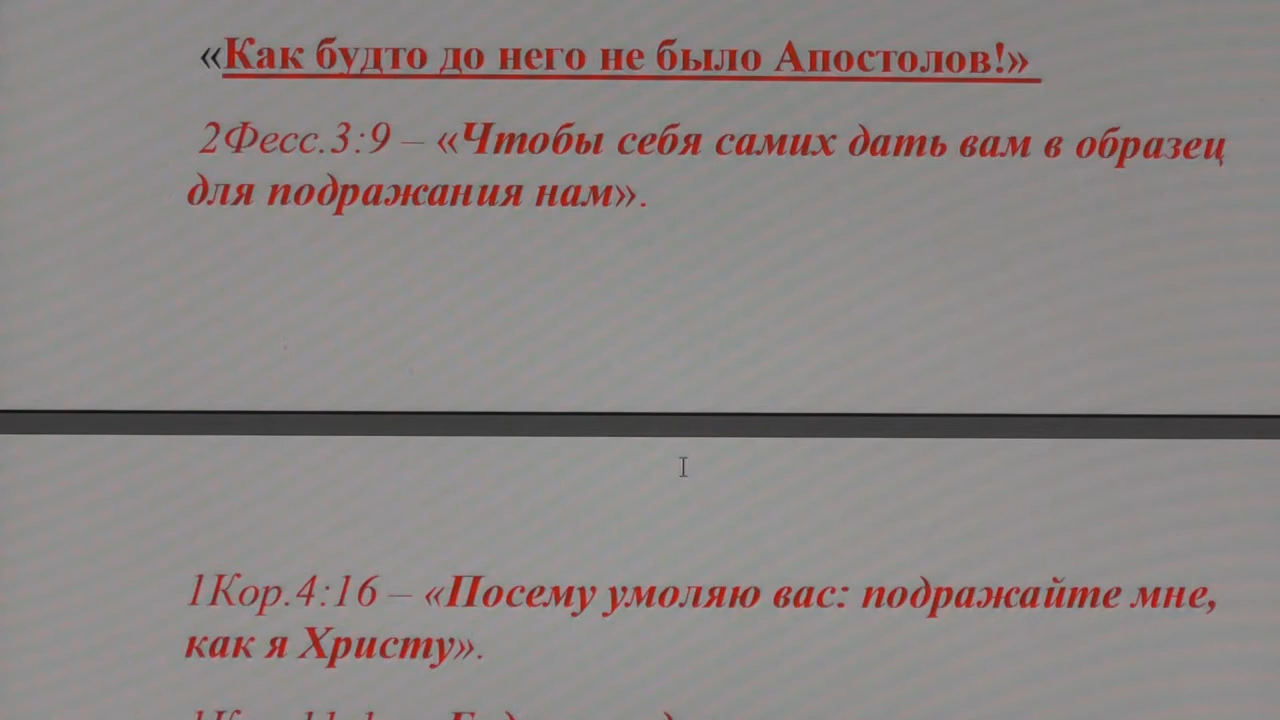 «Как будто до него не было Апостолов!»
2Фесс.3:9 – «Чтобы себя самих дать вам в образец
для подражания нам».
1Кор.4:16 – «Посему умоляю вас: подражайте мне,
как я Христу».